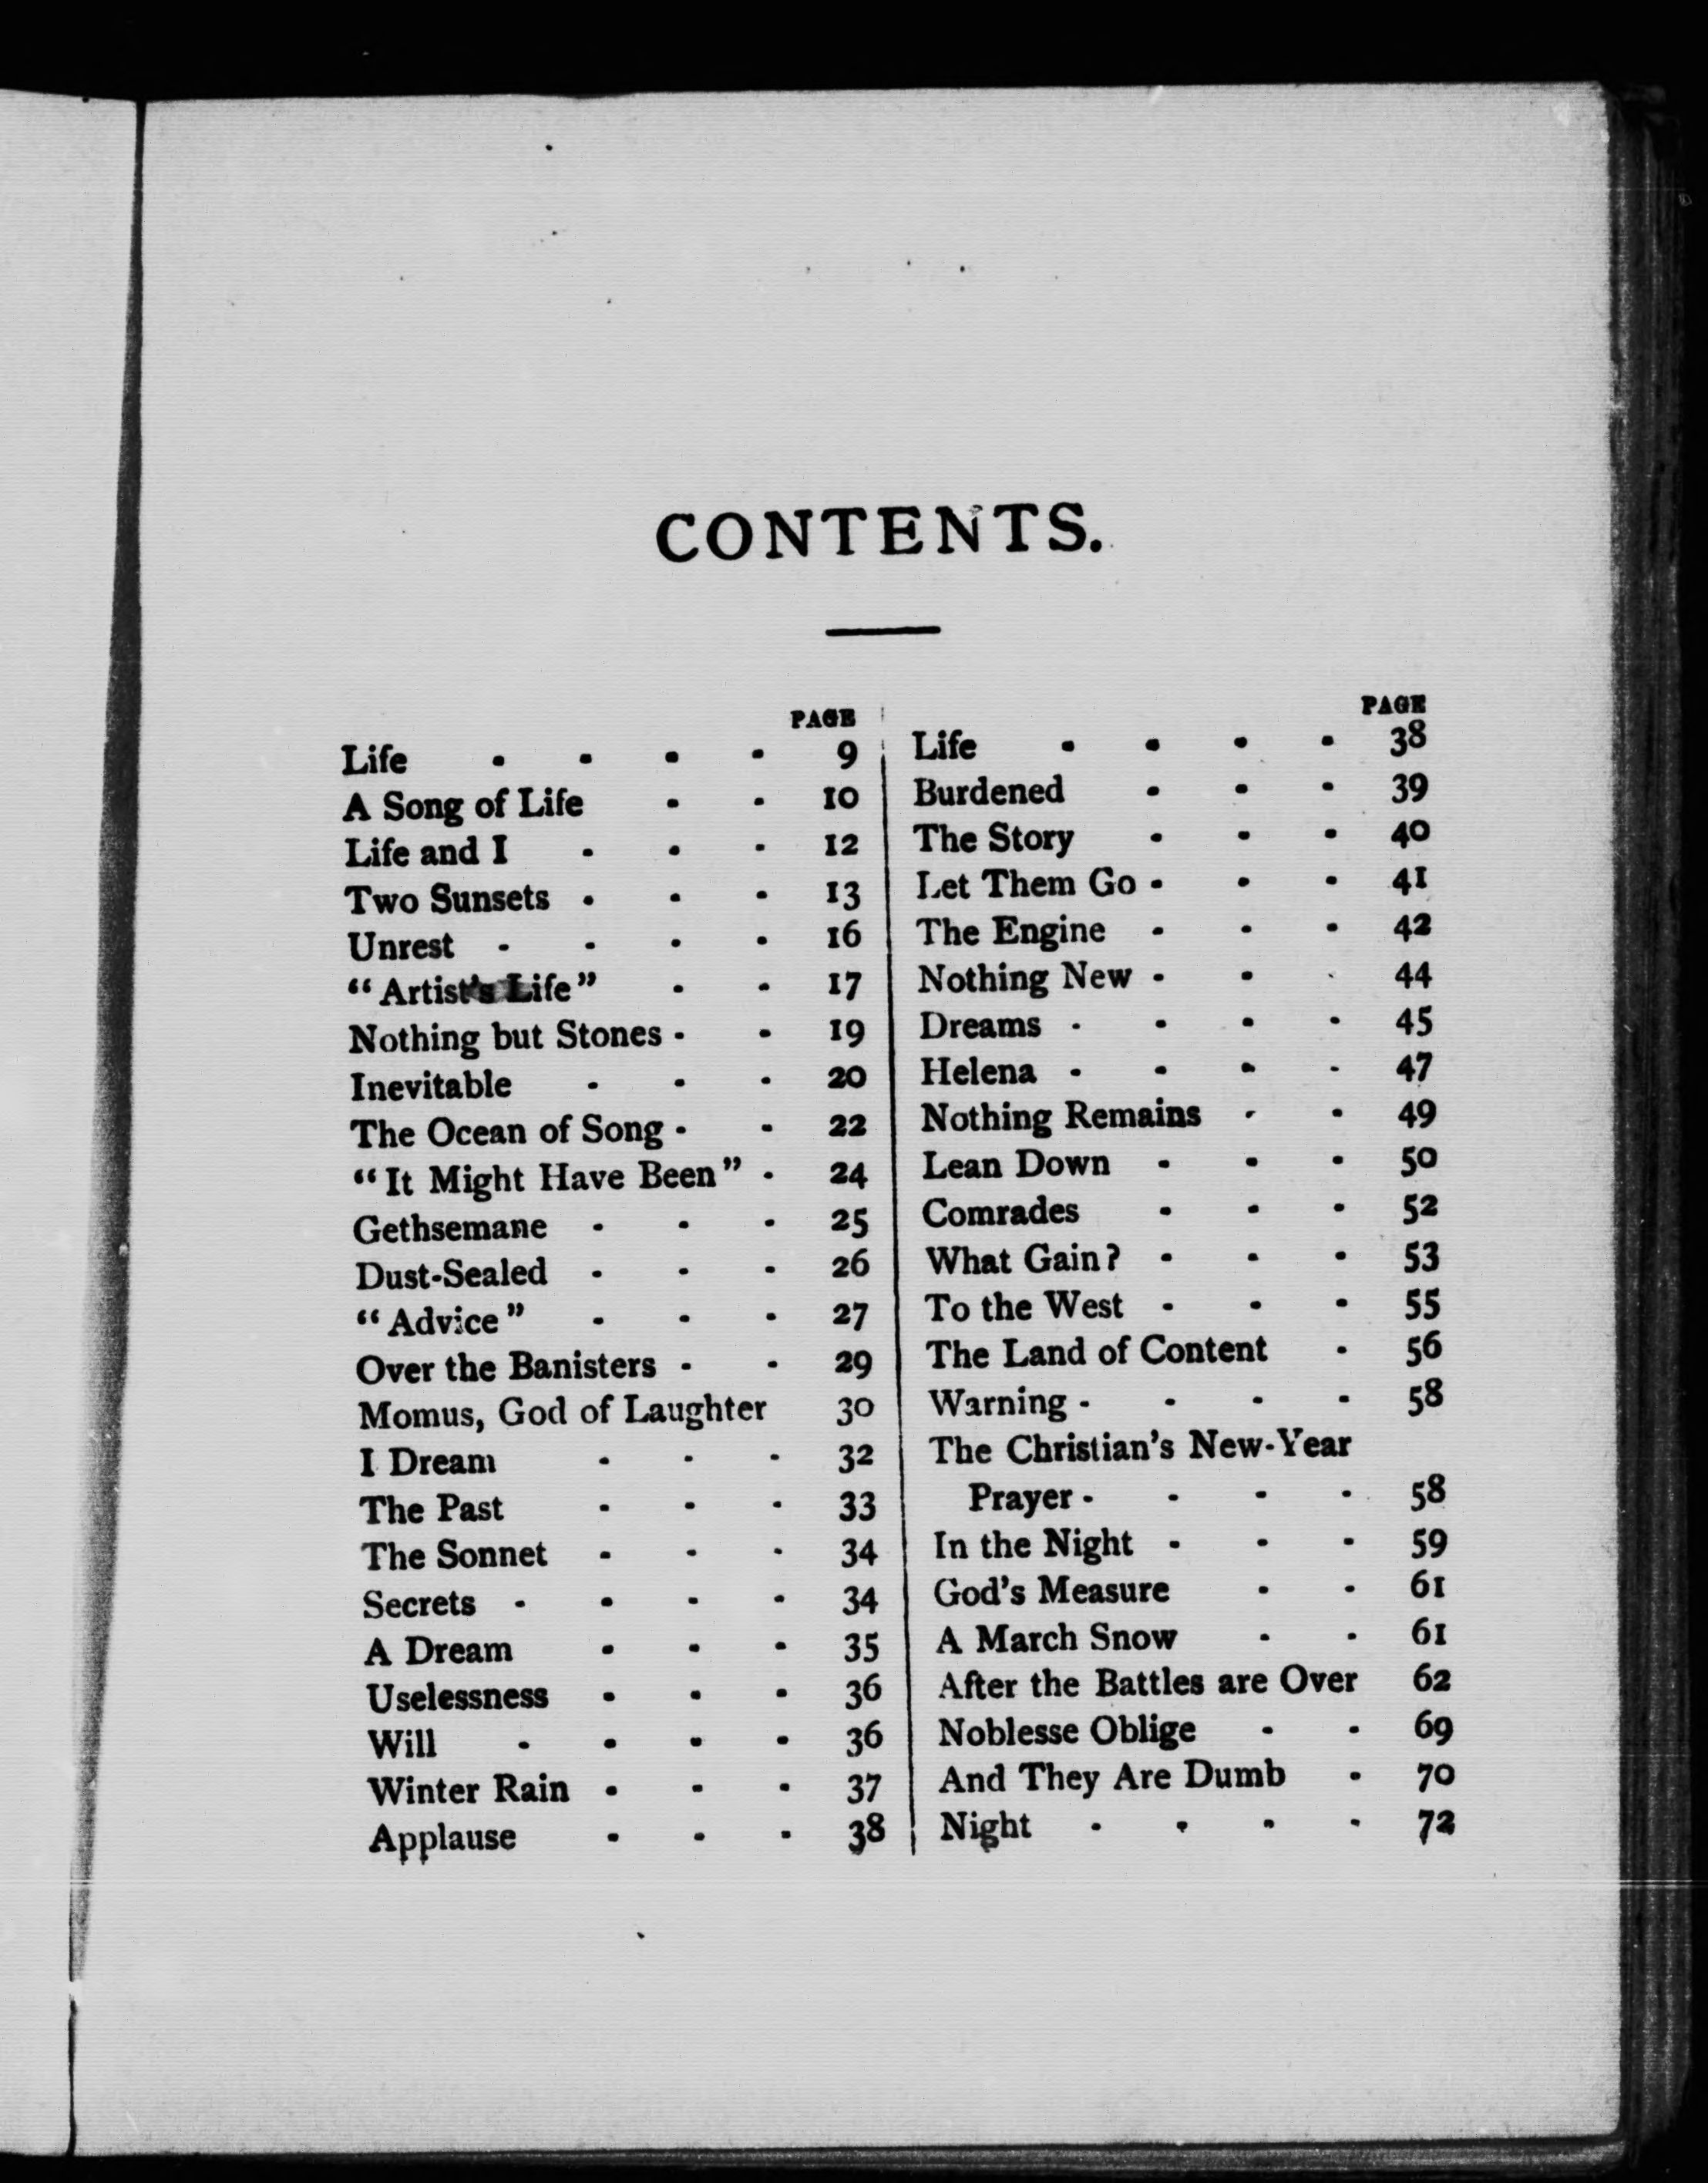 CONTENTS.
PAGE
Life - - - - 9
A Song of Life - - 10
Life and I - - - 12
Two Sunsets - - - 13
Unrest - - - - 16
“Artist’s Life” - - 17
Nothing but Stones - - 19
Inevitable - - - 20
The Ocean of Song - - 22
“It Might Have Been” - 24
Gethsemane - - - 25
Dust-Sealed - - - 26
“Advice” - - - 27
Over the Banisters - - 29
Momus, God of Laughter 30
I Dream - - - 32
The Past - - - 33
The Sonnet - - - 34
Secrets - - - - 34
A Dream - - - 35
Uselessness - - - 36
Will - - - - 36
Winter Rain - - - 37
Applause - - - 38
PAGE
Life - - - - 38
Burdened - - - 39
The Story - - - 40
Let Them Go - - - 41
The Engine - - - 42
Nothing New - - - 44
Dreams - - - - 45
Helena - - - - 47
Nothing Remains - - 49
Lean Down - - - 50
Comrades - - - 52
What Gain? - - - 53
To the West - - - 55
The Land of Content - 56
Warning - - - - 58
The Christian’s New-Year
Prayer - - - - 58
In the Night - - - 59
God’s Measure - - 61
A March Snow - - 61
After the Battles are Over 62
Noblesse Oblige - - 69
And They Are Dumb - 70
Night - - - - 72